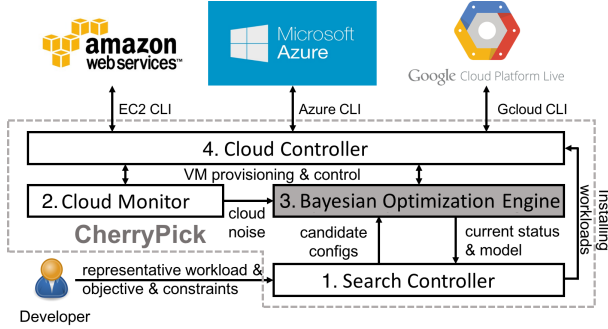 amazon
web services™
Microsoft
Azure
Google Cloud Platform Live
EC2 CLI
Azure CLI
Gcloud CLI
4. Cloud Controller
VM provisioning & control
2. Cloud Monitor
3. Bayesian Optimization Engine
cloud
noise
CherryPick
candidate
configs
current status
& model
Installing
workloads
representative workload &
objective & constraints
1. Search Controller
Developer